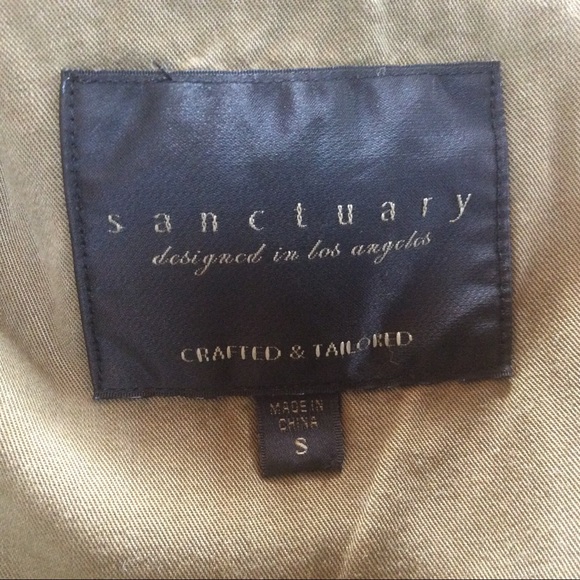 sanctuary
designed in los angeles
CRAFTED & TAILORED
MADE IN
CHINA
S